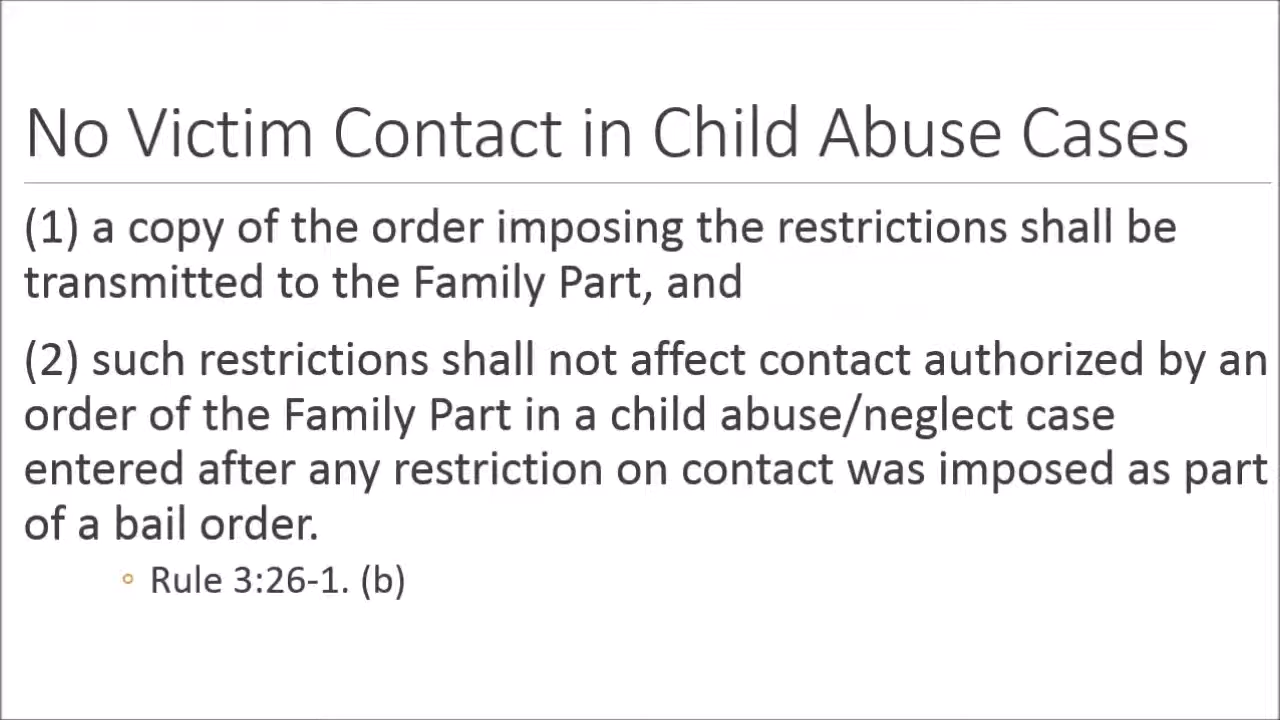 No Victim Contact in Child Abuse Cases
(1) a copy of the order imposing the restrictions shall be
transmitted to the Family Part, and
(2) such restrictions shall not affect contact authorized by an
order of the Family Part in a child abuse/neglect case
entered after any restriction on contact was imposed as part
of a bail order.
◦ Rule 3:26-1. (b)